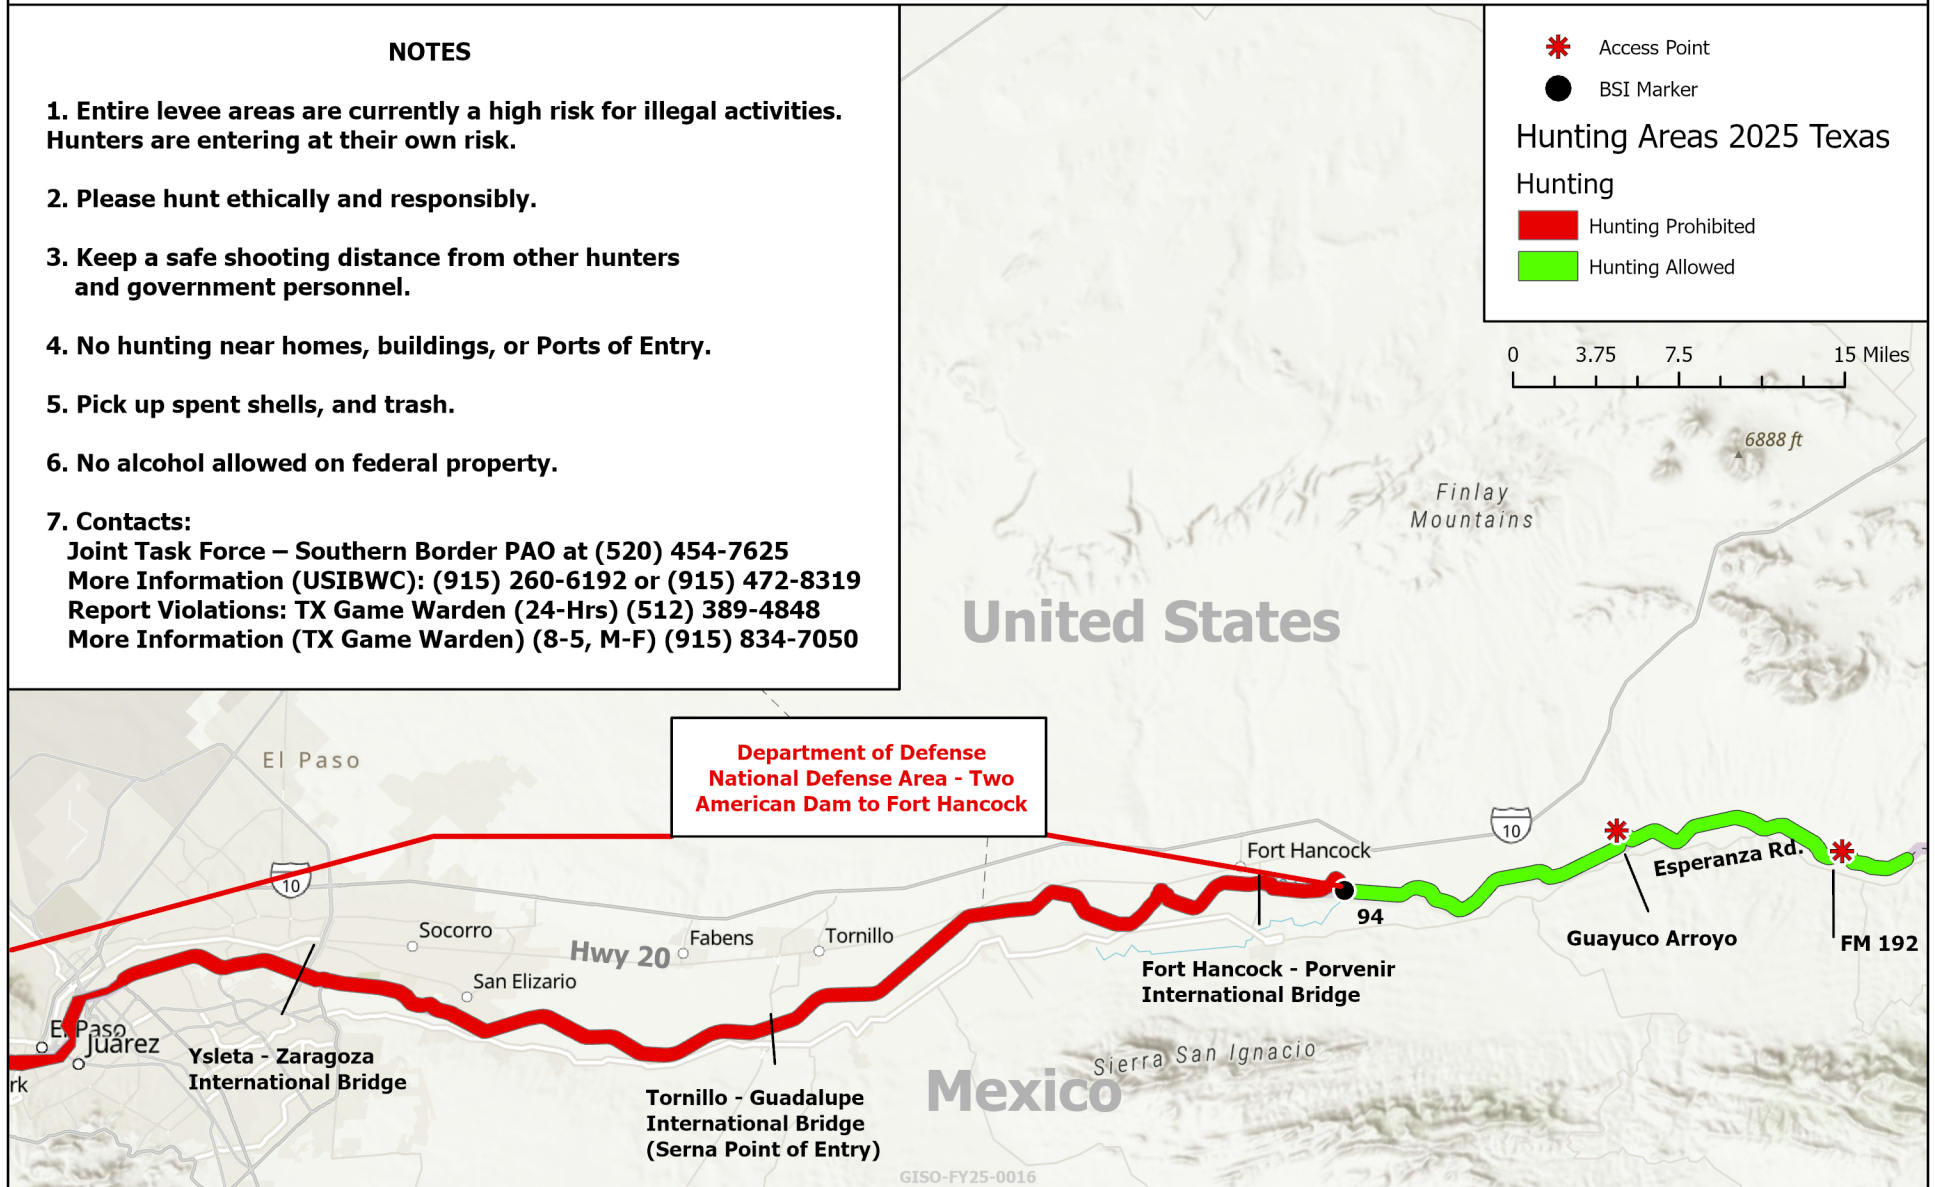 NOTES
1. Entire levee areas are currently a high risk for illegal activities.
Hunters are entering at their own risk.
2. Please hunt ethically and responsibly.
3. Keep a safe shooting distance from other hunters
and government personnel.
4. No hunting near homes, buildings, or Ports of Entry.
5. Pick up spent shells, and trash.
6. No alcohol allowed on federal property.
7. Contacts:
Joint Task Force – Southern Border PAO at (520) 454-7625
More Information (USIBWC): (915) 260-6192 or (915) 472-8319
Report Violations: TX Game Warden (24-Hrs) (512) 389-4848
More Information (TX Game Warden) (8-5, M-F) (915) 834-7050
Access Point
BSI Marker
Hunting Areas 2025 Texas
Hunting
Hunting Prohibited
Hunting Allowed
0 3.75 7.5 15 Miles
6888 ft
Finlay
Mountains
United States
El Paso
Department of Defense
National Defense Area - Two
American Dam to Fort Hancock
10
10
Fort Hancock
Esperanza Rd.
94
Guayuco Arroyo
FM 192
Socorro
Hwy 20
Fabens
Tornillo
San Elizario
Fort Hancock - Porvenir
International Bridge
El Paso
Juárez
rk
Ysleta - Zaragoza
International Bridge
Sierra San Ignacio
Mexico
Tornillo - Guadalupe
International Bridge
(Serna Point of Entry)
GISO-FY25-0016